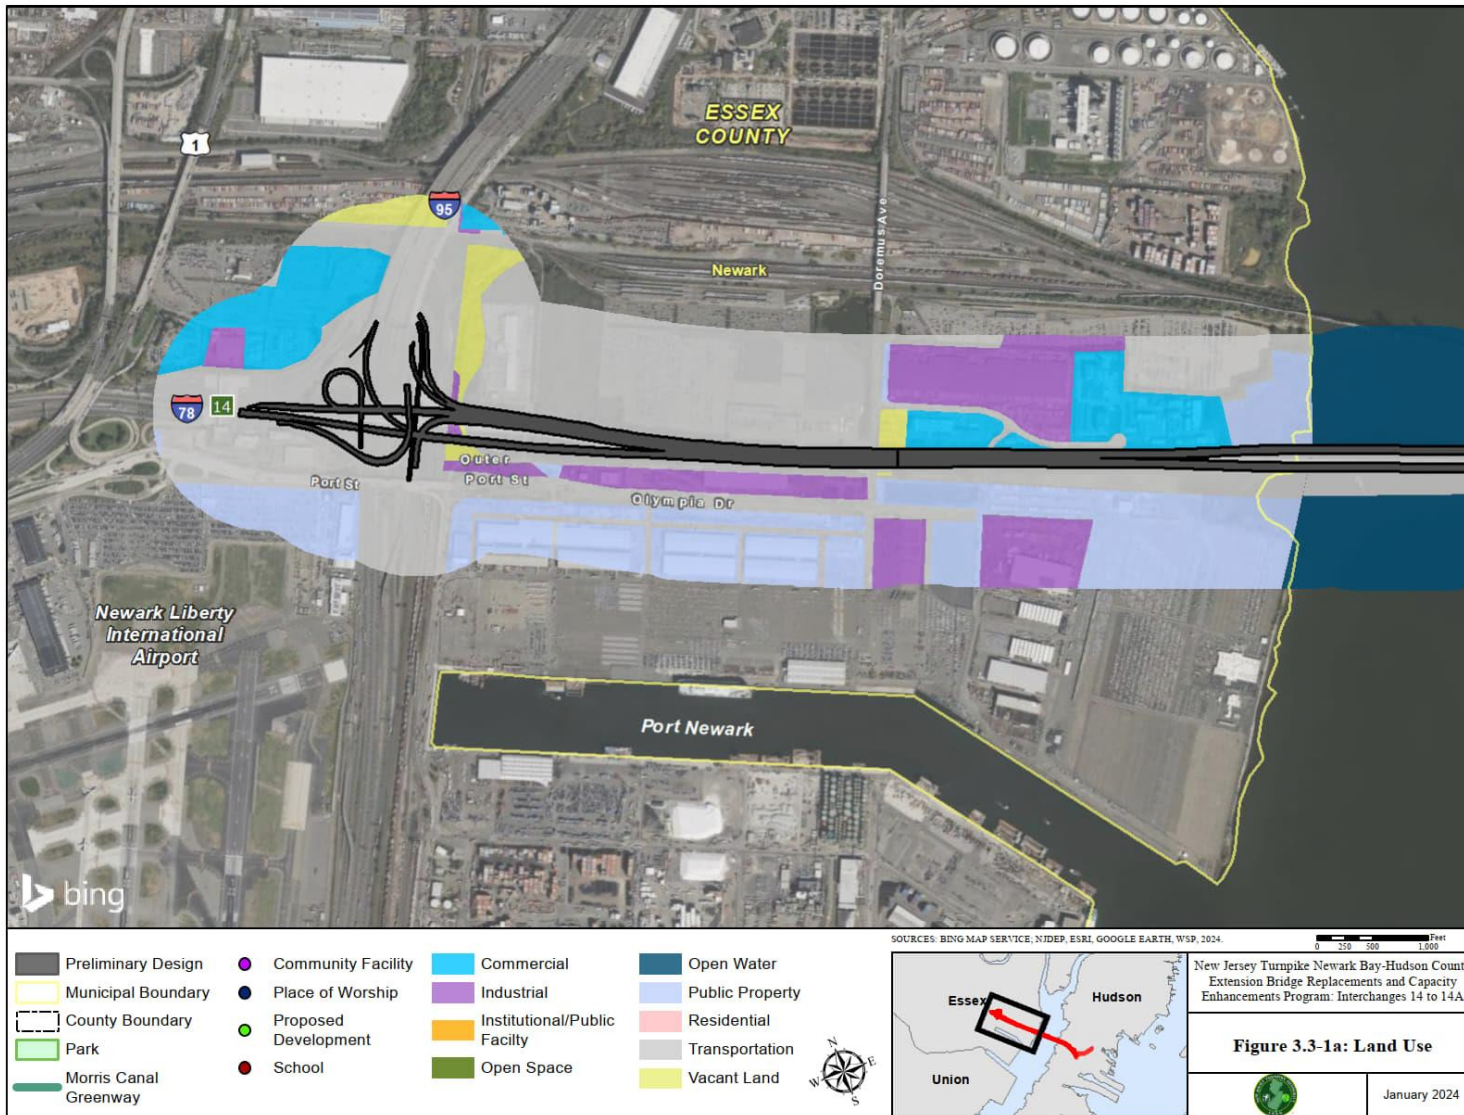 ESSEX
COUNTY
1
95
Newark
Doremus Ave
78
14
Outer
Port St
Port St
Olympia Dr
Newark Liberty
International
Airport
Port Newark
bing
Preliminary Design
Municipal Boundary
County Boundary
Park
Morris Canal
Greenway
Community Facility
Place of Worship
Proposed
Development
School
Commercial
Industrial
Institutional/Public
Facilty
Open Space
Open Water
Public Property
Residential
Transportation
Vacant Land
N
E
S
W
SOURCES: BING MAP SERVICE; NJDEP, ESRI, GOOGLE EARTH, WSP, 2024.
Feet
0 250 500 1,000
Essex
Hudson
Union
New Jersey Turnpike Newark Bay-Hudson Count
Extension Bridge Replacements and Capacity
Enhancements Program: Interchanges 14 to 14A
Figure 3.3-1a: Land Use
January 2024